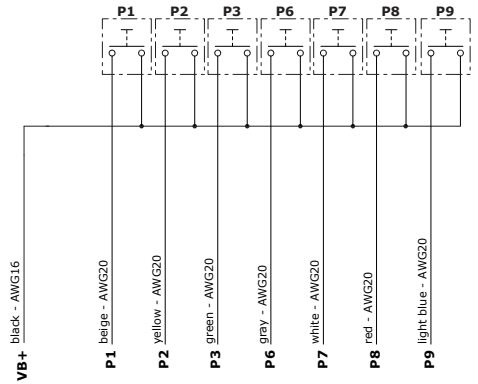 P1 P2 P3 P6 P7 P8 P9
black - AWG16
beige - AWG20
yellow - AWG20
green - AWG20
gray - AWG20
white - AWG20
red - AWG20
light blue - AWG20
VB+ P1 P2 P3 P6 P7 P8 P9